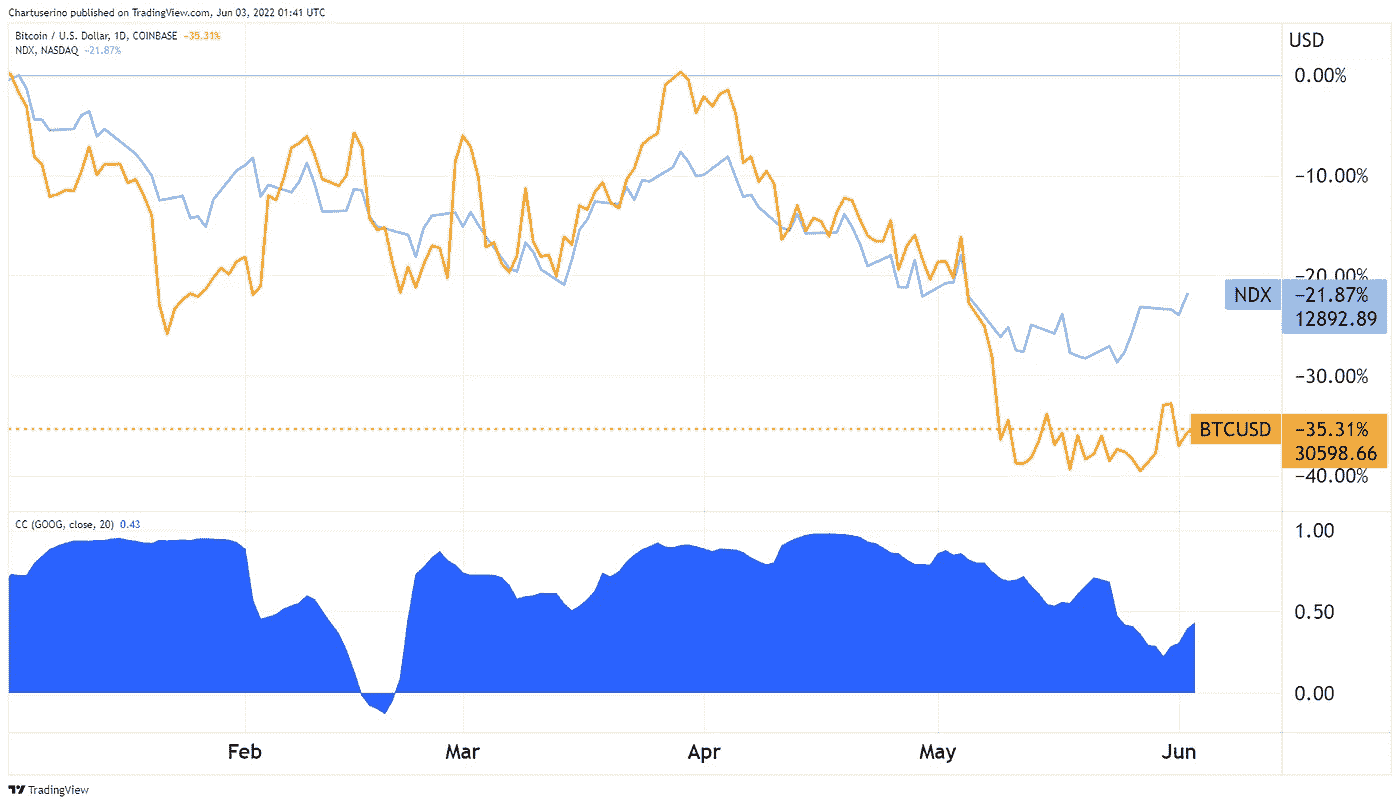 Chartuserino published on TradingView.com, Jun 03, 2022 01:41 UTC
Bitcoin / U.S. Dollar, 1D, COINBASE −35.31%
NDX, NASDAQ −21.87%
USD
0.00%
−10.00%
−20.00%
NDX −21.87%
12892.89
−30.00%
BTCUSD −35.31%
30598.66
−40.00%
CC (GOOG, close, 20) 0.43
1.00
0.50
0.00
Feb Mar Apr May Jun
TradingView